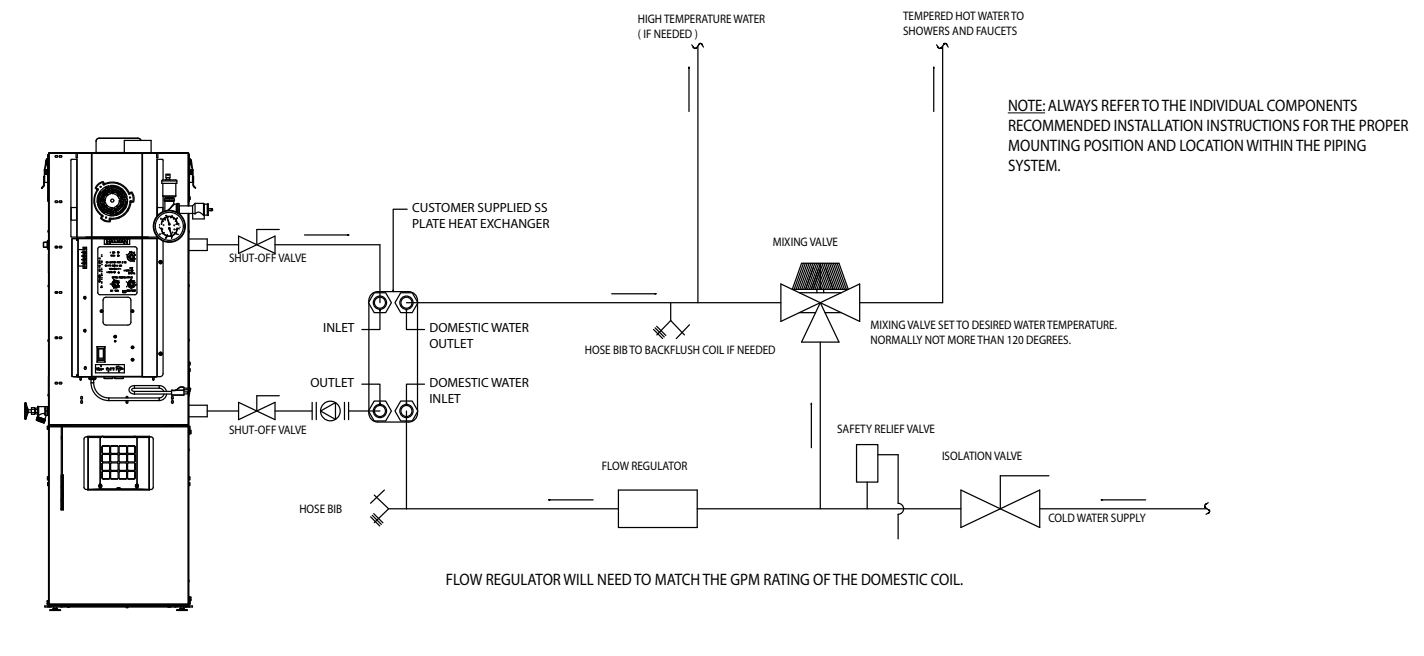 HIGH TEMPERATURE WATER
( IF NEEDED )
TEMPERED HOT WATER TO
SHOWERS AND FAUCETS
NOTE: ALWAYS REFER TO THE INDIVIDUAL COMPONENTS
RECOMMENDED INSTALLATION INSTRUCTIONS FOR THE PROPER
MOUNTING POSITION AND LOCATION WITHIN THE PIPING
SYSTEM.
CUSTOMER SUPPLIED SS
PLATE HEAT EXCHANGER
SHUT-OFF VALVE
MIXING VALVE
INLET
DOMESTIC WATER
OUTLET
HOSE BIB TO BACKFLUSH COIL IF NEEDED
MIXING VALVE SET TO DESIRED WATER TEMPERATURE.
NORMALLY NOT MORE THAN 120 DEGREES.
OUTLET
DOMESTIC WATER
INLET
SHUT-OFF VALVE
SAFETY RELIEF VALVE
ISOLATION VALVE
FLOW REGULATOR
HOSE BIB
COLD WATER SUPPLY
FLOW REGULATOR WILL NEED TO MATCH THE GPM RATING OF THE DOMESTIC COIL.